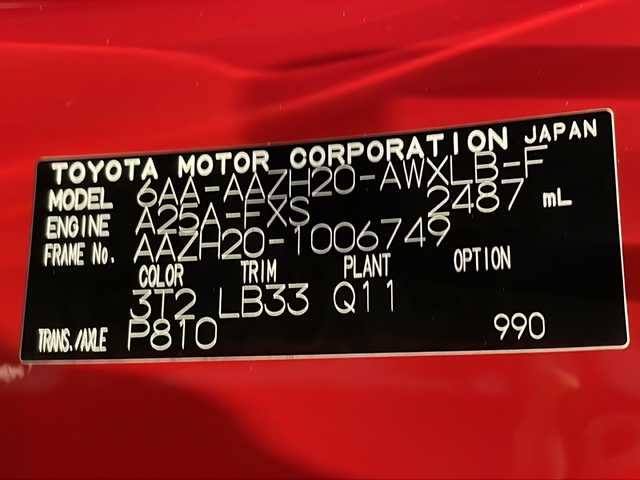 TOYOTA MOTOR CORPORATION JAPAN
MODEL 6AA-AAZH20-AWXLB-F
ENGINE A25A-FXS 2487 mL
FRAME No. AAZH20-1006749
COLOR TRIM PLANT OPTION
3T2 LB33 Q11
TRANS./AXLE P810 990